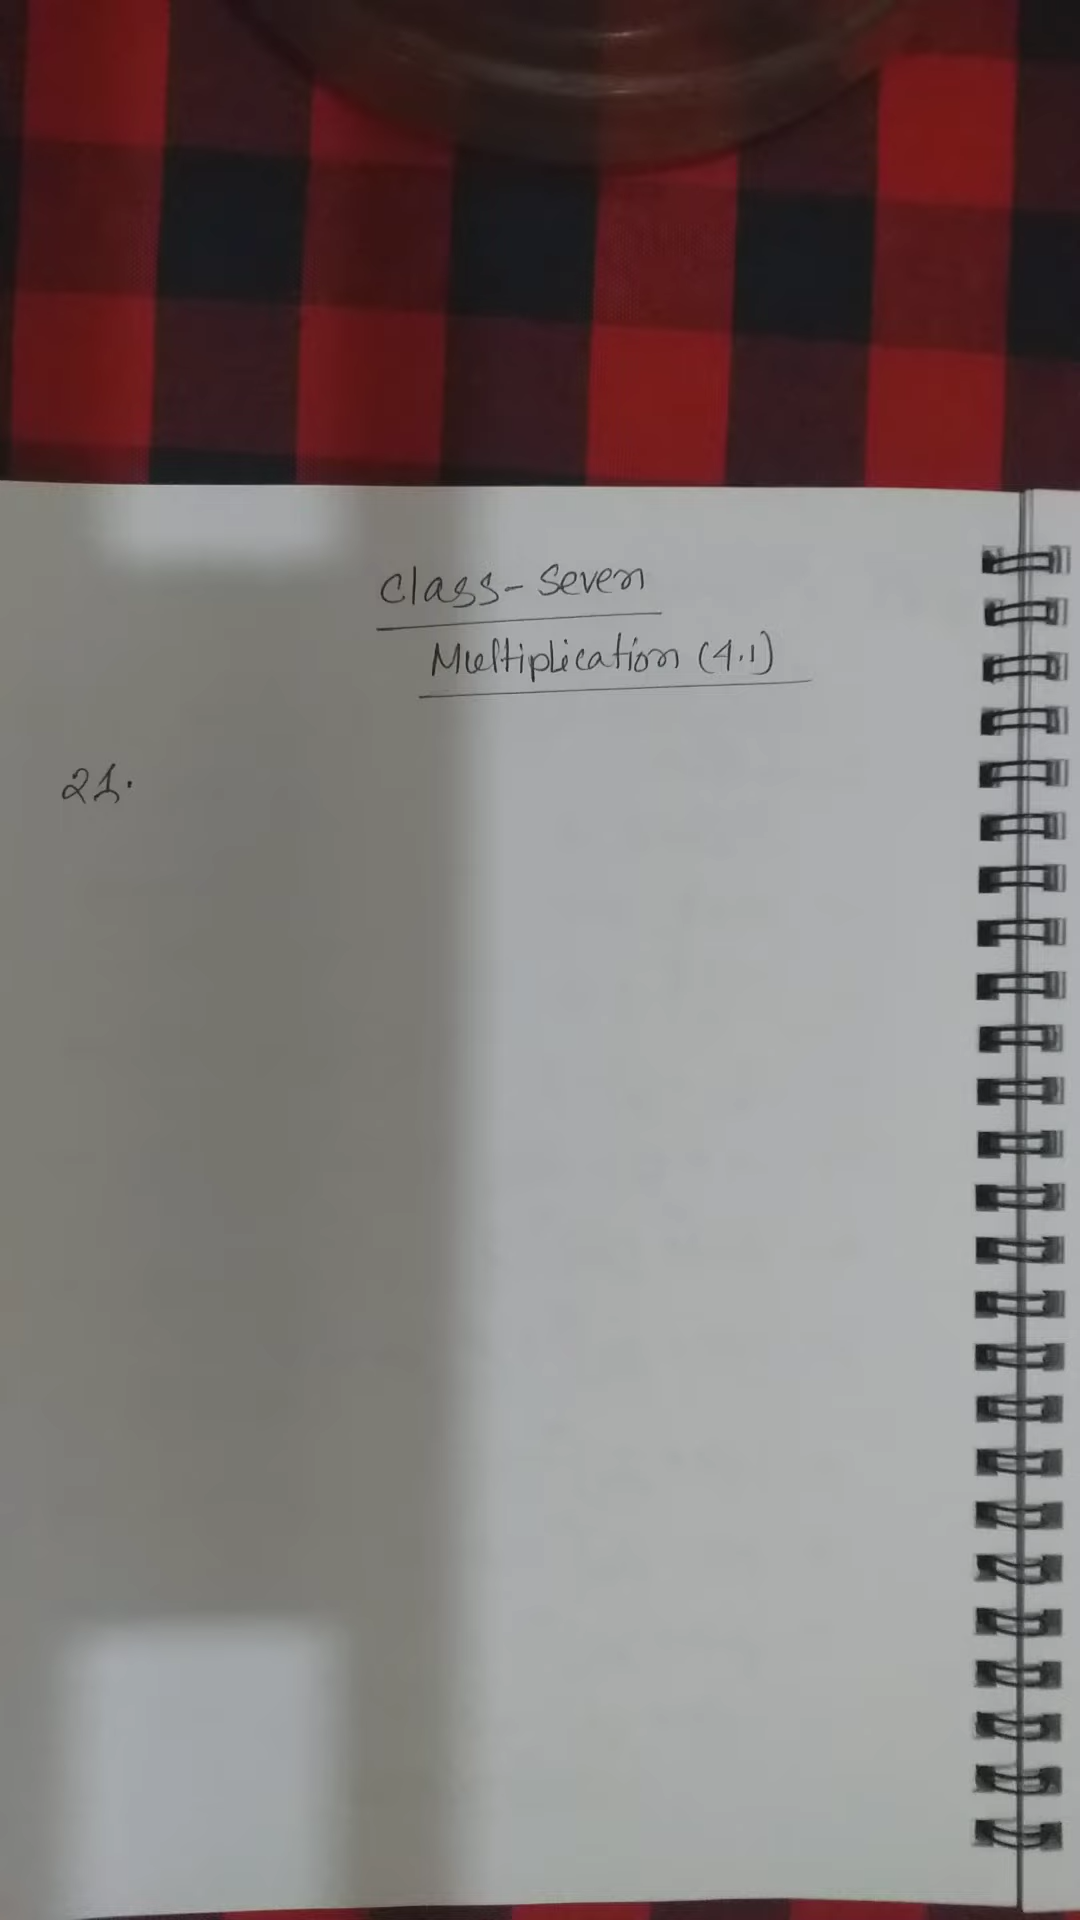 Class-Seven
Multiplication (4.1)
21.